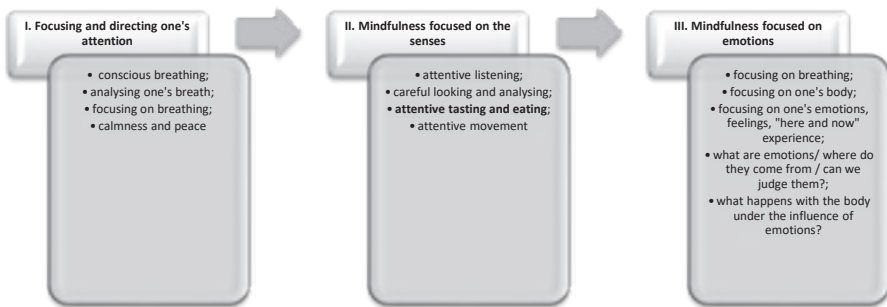 I. Focusing and directing one's
attention
• conscious breathing;
• analysing one's breath;
• focusing on breathing;
• calmness and peace
II. Mindfulness focused on the
senses
• attentive listening;
• careful looking and analysing;
• attentive tasting and eating;
• attentive movement
III. Mindfulness focused on
emotions
• focusing on breathing;
• focusing on one's body;
• focusing on one's emotions,
feelings, "here and now"
experience;
• what are emotions/ where do
they come from / can we
judge them?;
• what happens with the body
under the influence of
emotions?